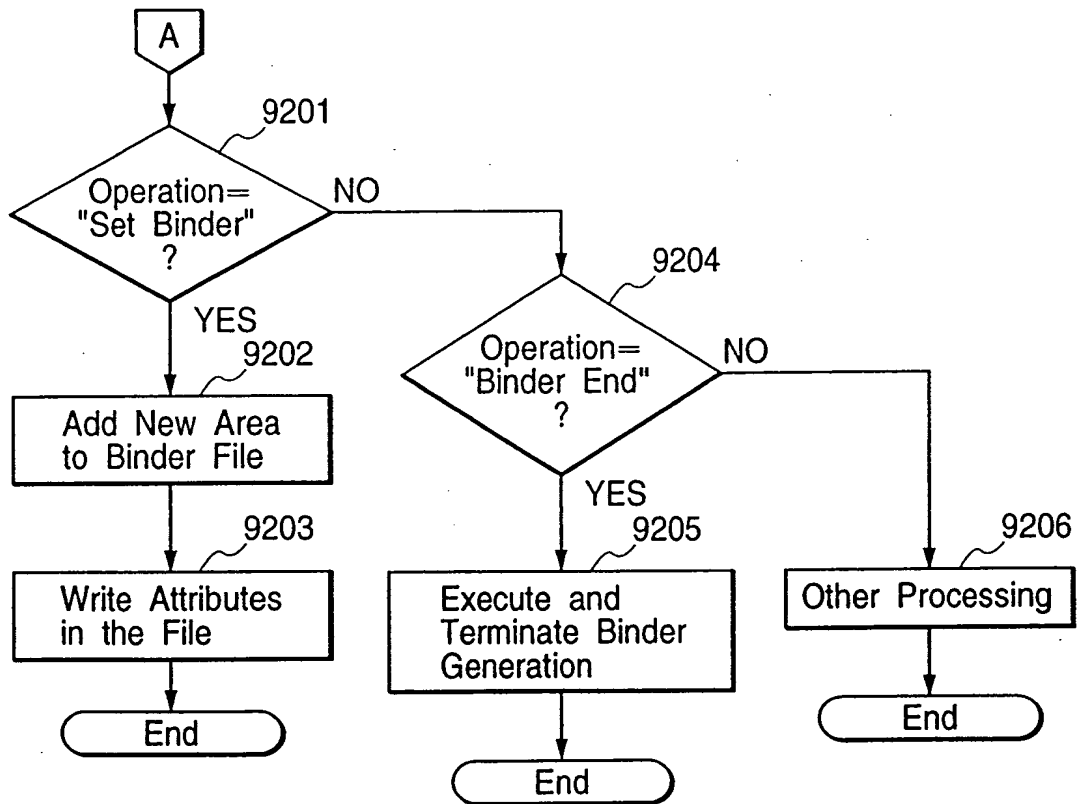 A
9201
Operation=
"Set Binder"
?
NO
YES
9202
Add New Area
to Binder File
9203
Write Attributes
in the File
End
9204
Operation=
"Binder End"
?
NO
YES
9205
Execute and
Terminate Binder
Generation
End
9206
Other Processing
End